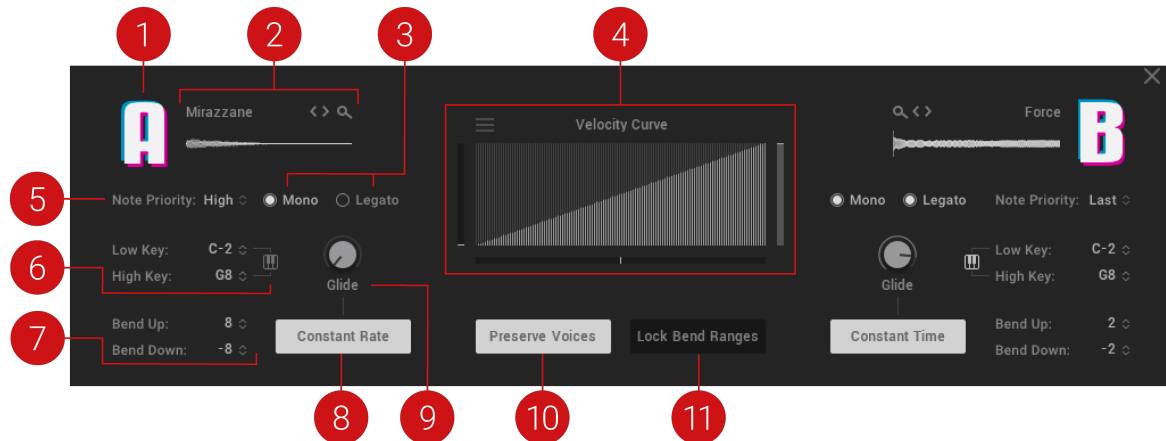 1 2 3 4
A Mirazzane Velocity Curve Force B
5 Note Priority: High Mono Legato Mono Legato Note Priority: Last
Low Key: C-2 Low Key: C-2
6 High Key: G8 Glide Glide High Key: G8
Bend Up: 8 Bend Up: 2
7 Bend Down: -8 Constant Rate Preserve Voices Lock Bend Ranges Constant Time Bend Down: -2
8 9 10 11